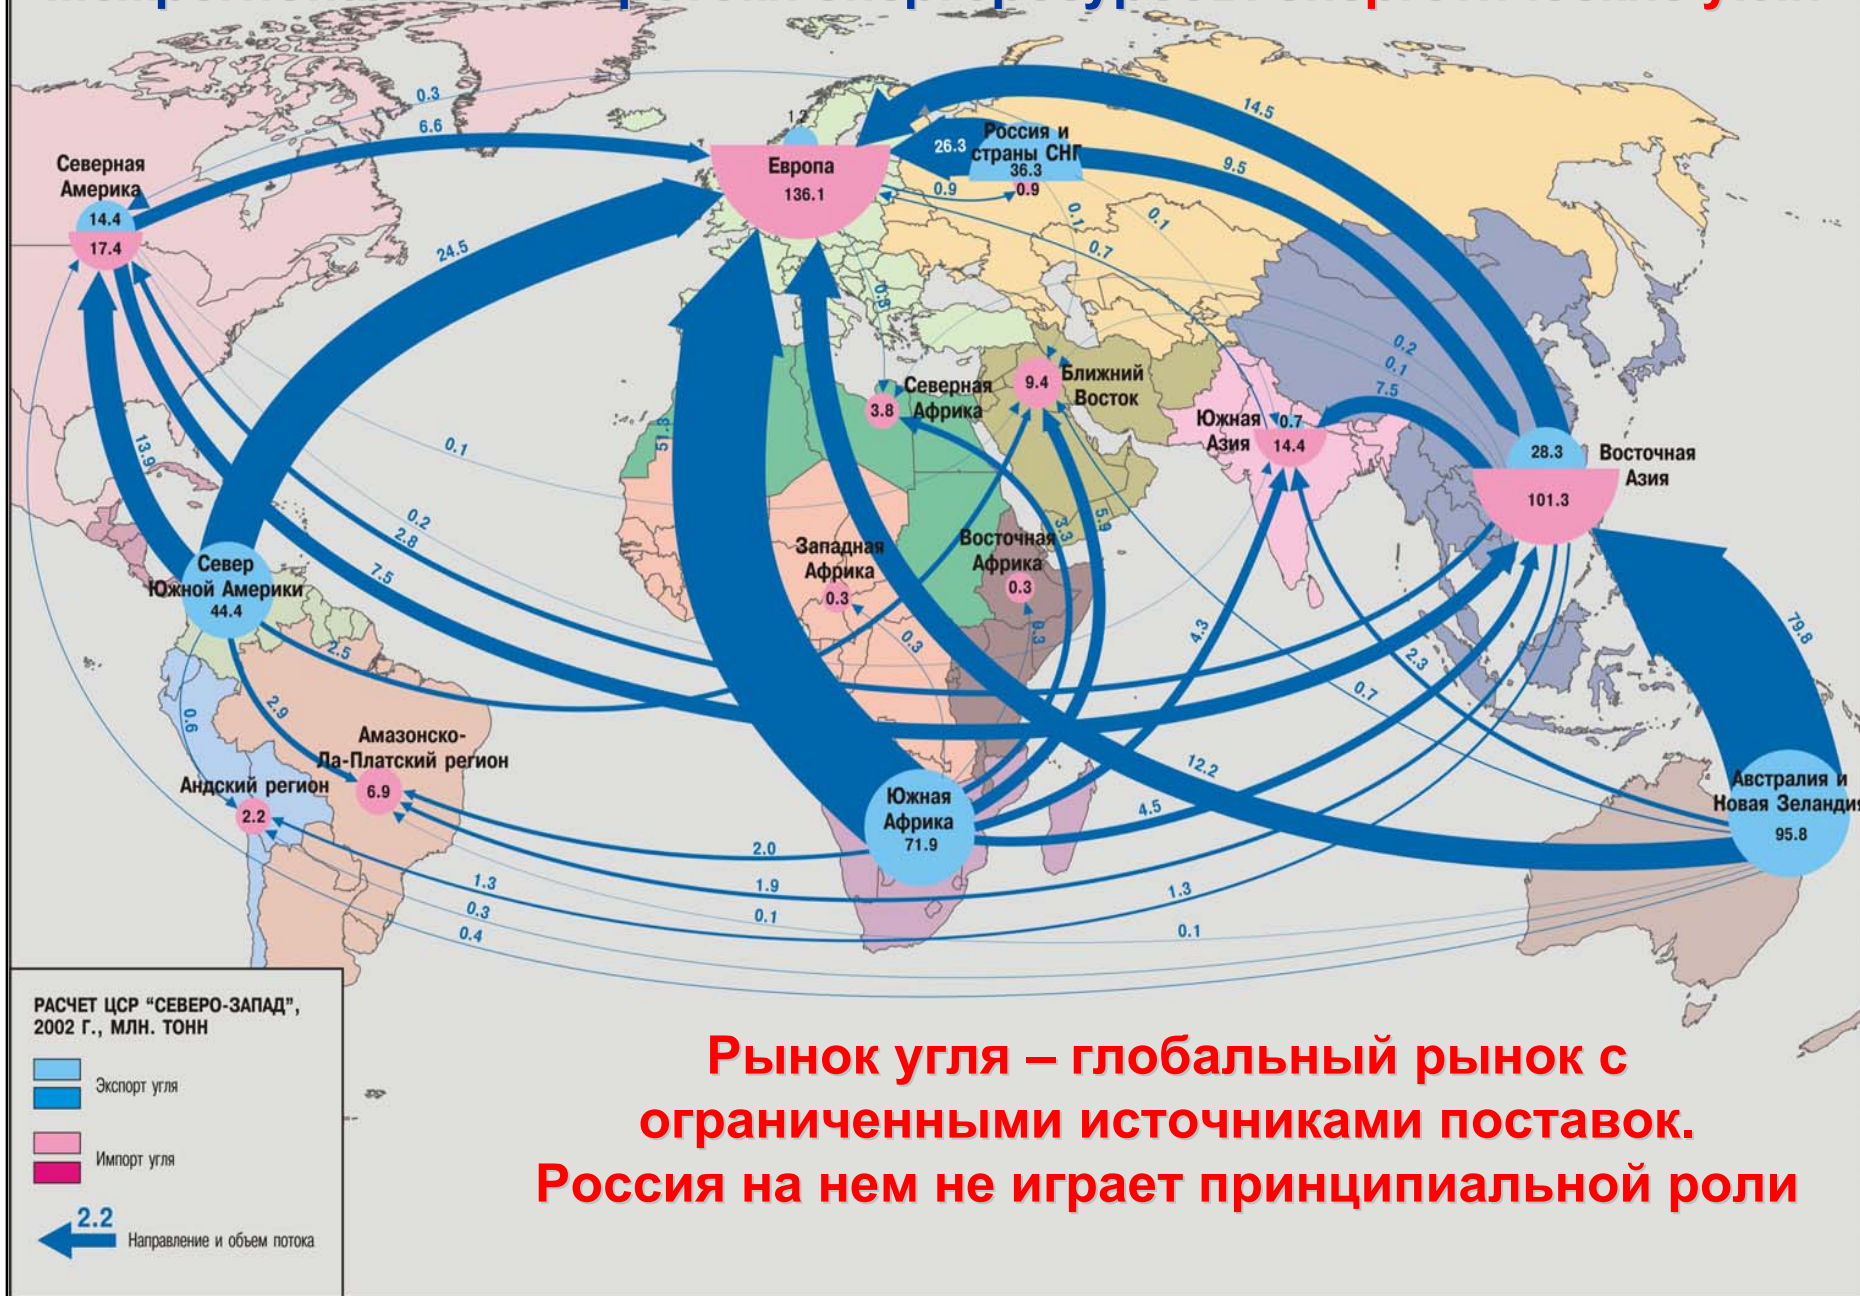 0.3
6.6
14.5
1.2
Россия и
страны СНГ
36.3
0.9
26.3
9.5
Северная
Америка
14.4
17.4
Европа
136.1
0.9
0.1
0.1
0.7
24.5
0.3
0.2
0.1
7.5
Северная
Африка
3.8
9.4
Ближний
Восток
Южная
Азия
0.7
14.4
28.3
Восточная
Азия
101.3
13.9
0.1
51.3
0.2
2.8
7.5
3.3
5.9
Север
Южной Америки
44.4
Западная
Африка
0.3
Восточная
Африка
0.3
0.3
0.3
4.3
2.3
79.8
2.5
2.9
0.6
0.7
Амазонско-
Ла-Платский регион
6.9
Андский регион
2.2
12.2
4.5
Южная
Африка
71.9
Австралия и
Новая Зеландия
95.8
2.0
1.3
1.9
1.3
0.3
0.1
0.4
0.1
РАСЧЕТ ЦСР “СЕВЕРО-ЗАПАД”,
2002 Г., МЛН. ТОНН
Экспорт угля
Импорт угля
2.2
Направление и объем потока
Рынок угля – глобальный рынок с
ограниченными источниками поставок.
Россия на нем не играет принципиальной роли